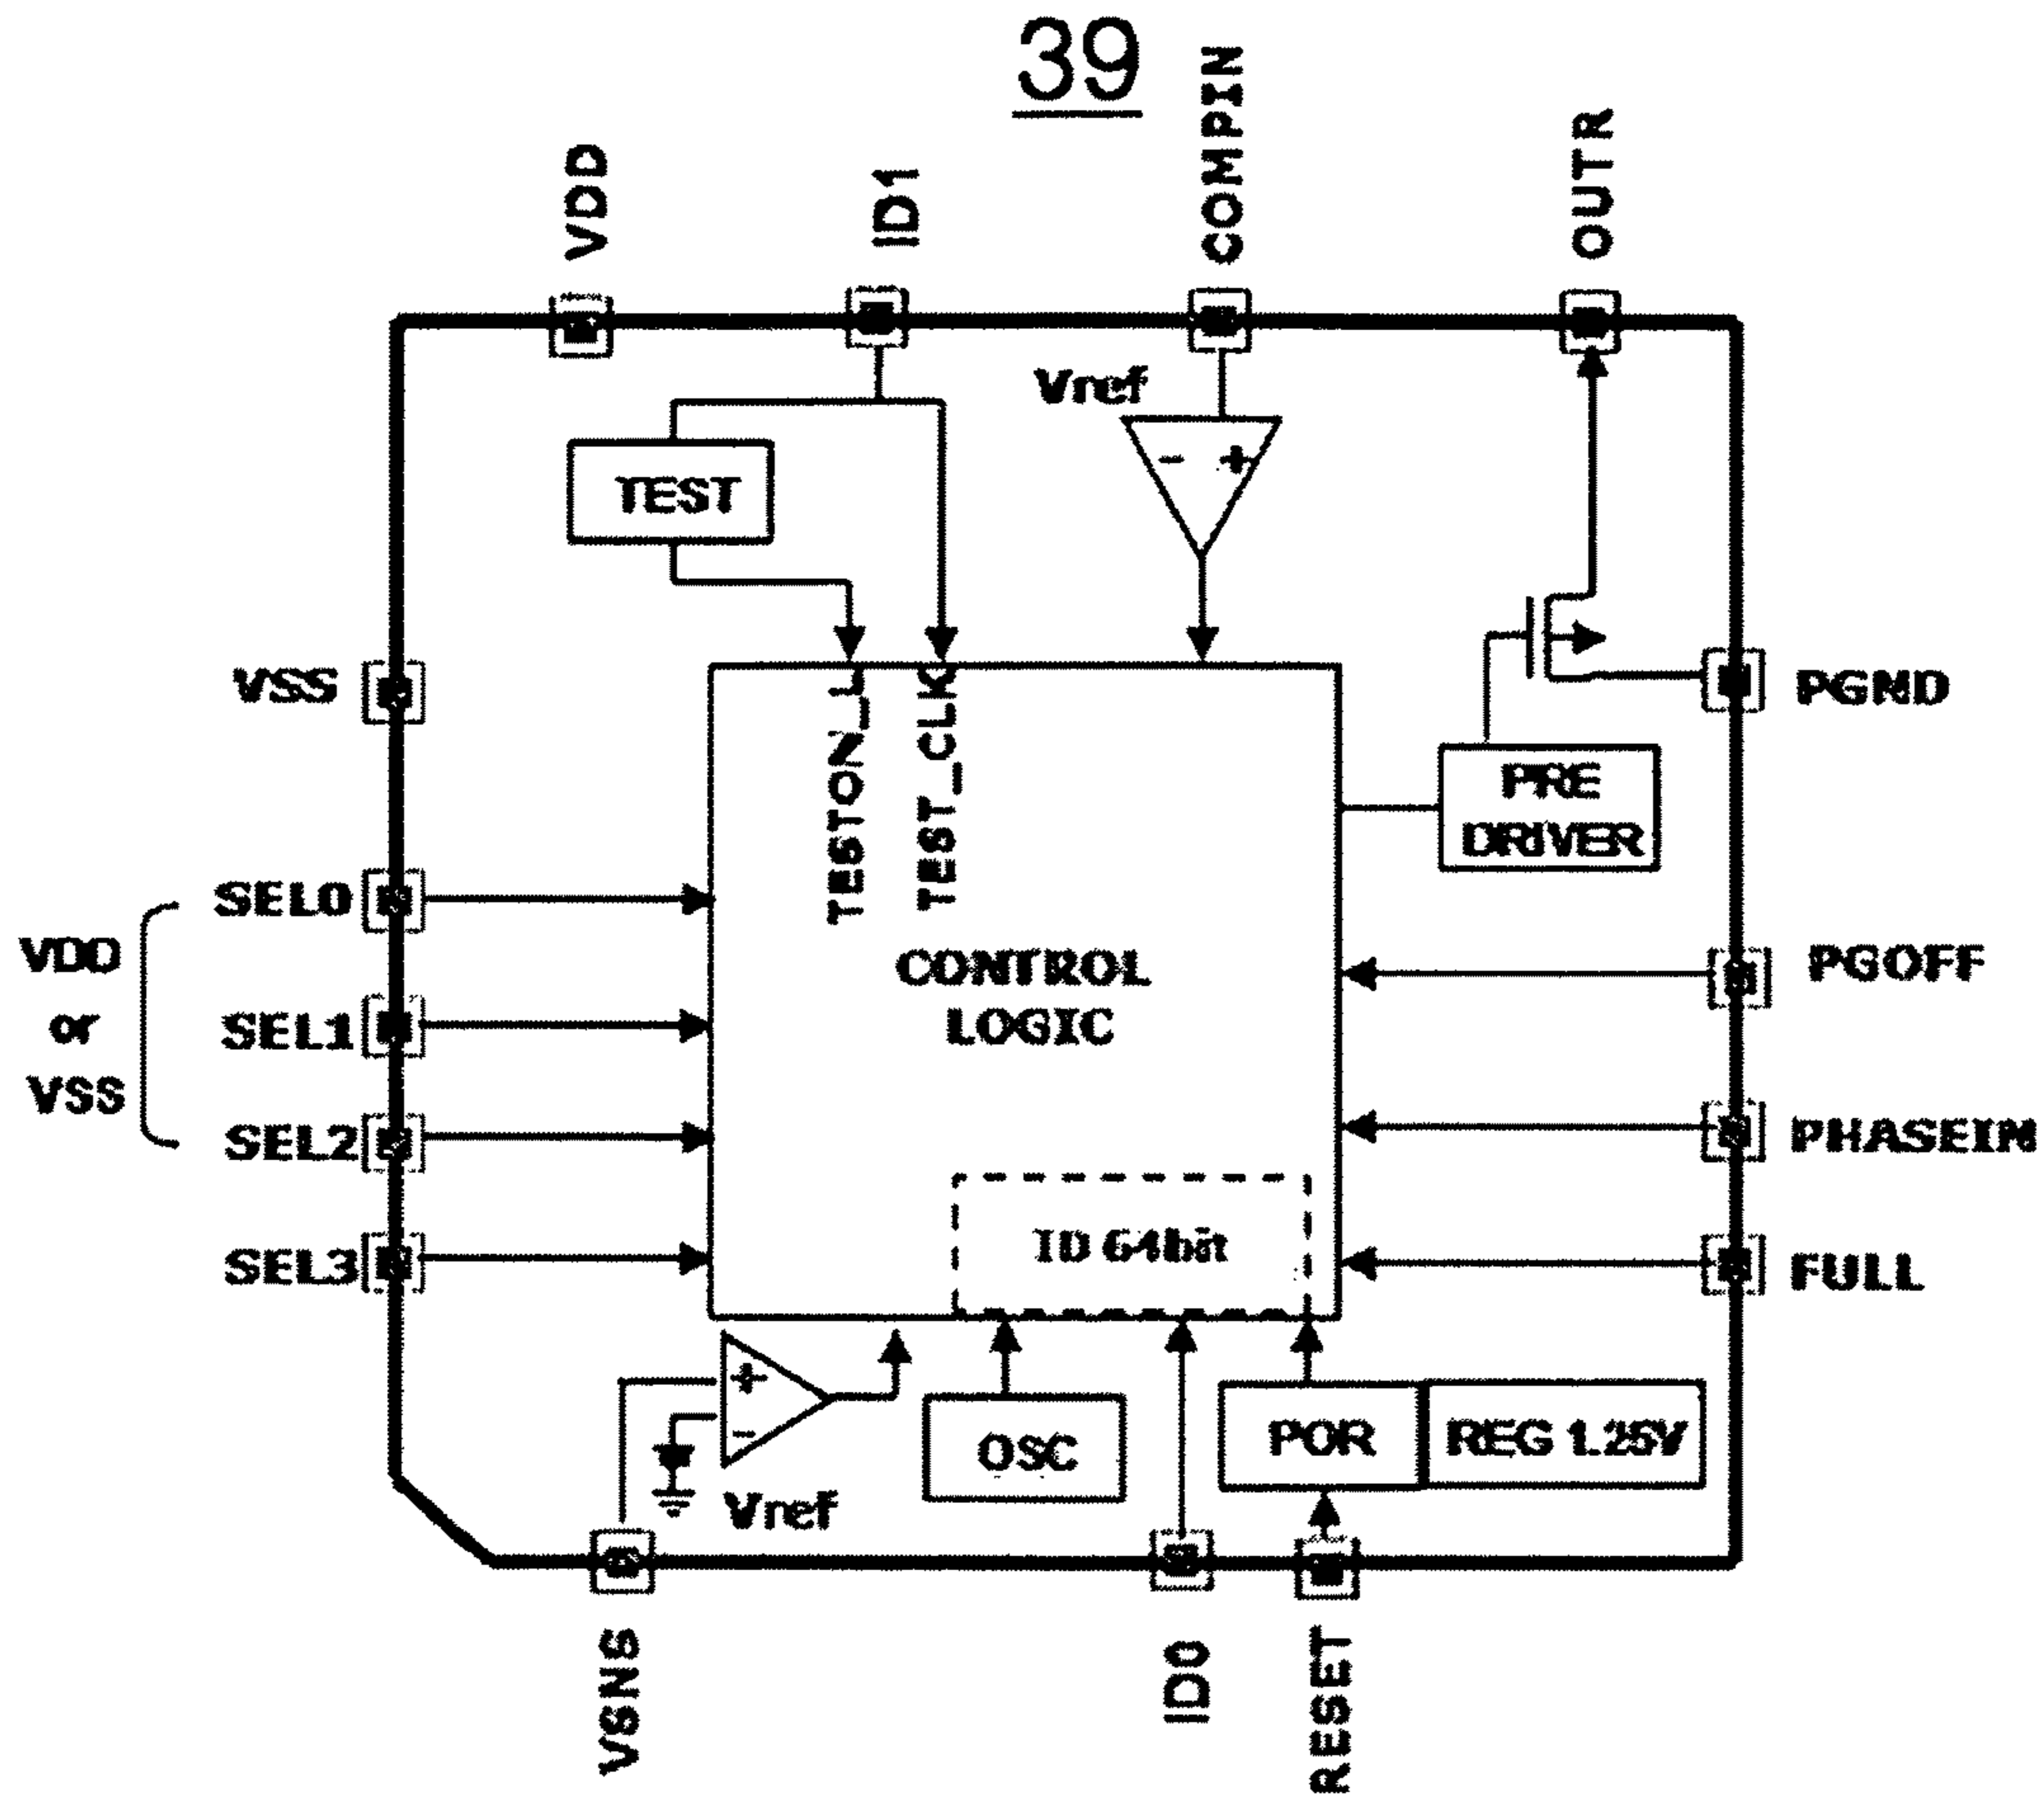 39
VDD
ID1
COMPIN
OUTR
Vref
- +
TEST
VSS
PGND
TESTON_L
TEST_CLK
PRE
DRIVER
SEL0
VDD
or
VSS
CONTROL
LOGIC
PGOFF
SEL1
SEL2
PHASEIN
ID 64bit
SEL3
FULL
+
-
OSC
POR
REG 1.25V
Vref
VSNS
ID0
RESET